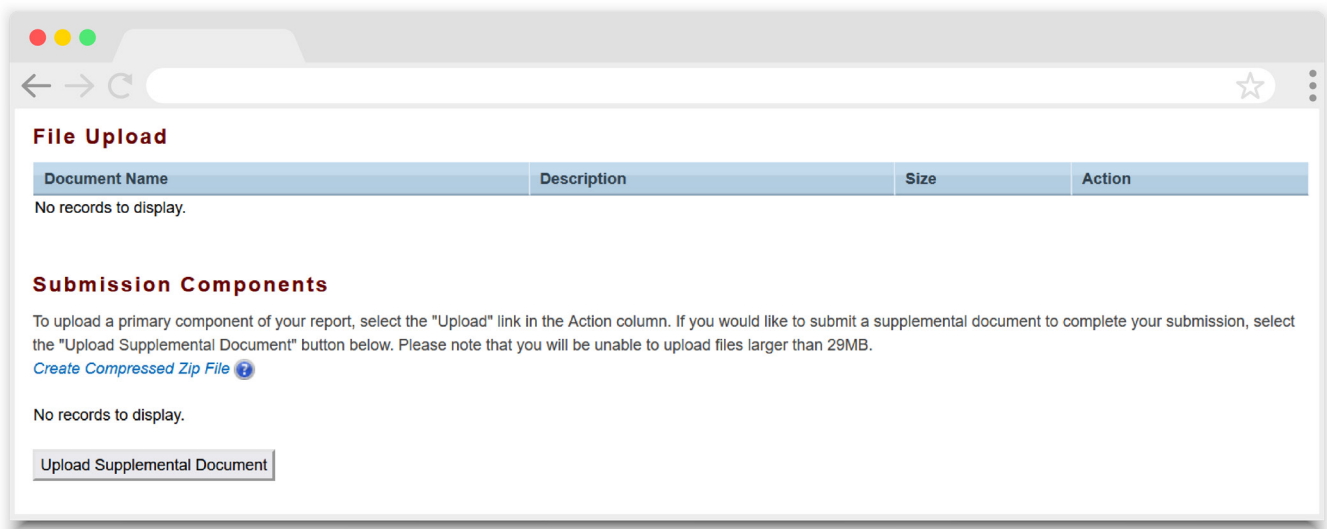 File Upload
Document Name Description Size Action
No records to display.
Submission Components
To upload a primary component of your report, select the "Upload" link in the Action column. If you would like to submit a supplemental document to complete your submission, select
the "Upload Supplemental Document" button below. Please note that you will be unable to upload files larger than 29MB.
Create Compressed Zip File ?
No records to display.
Upload Supplemental Document